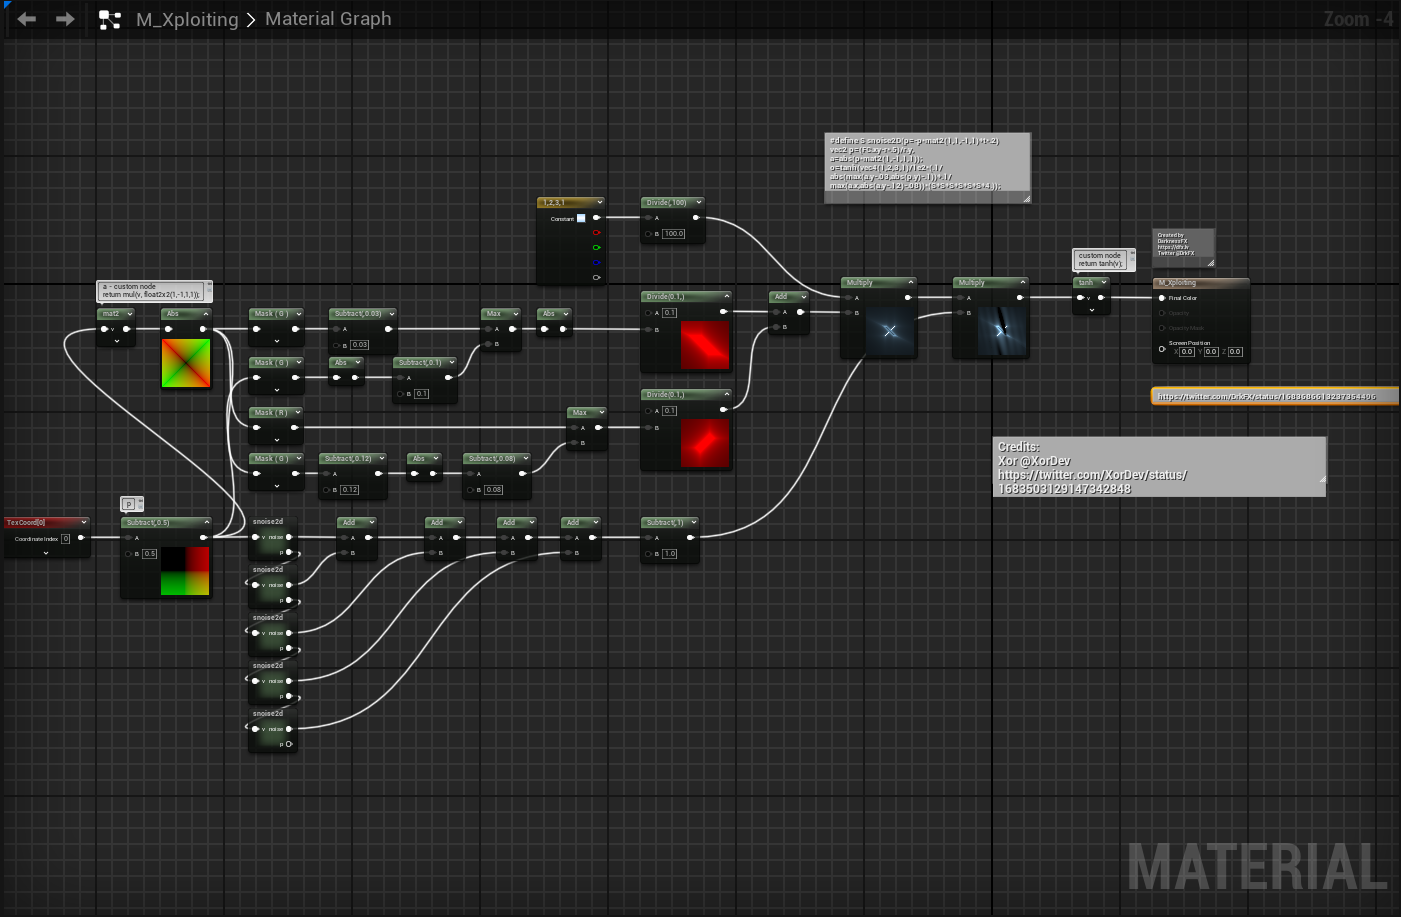 M_Xploiting > Material Graph
Zoom -4
#define S snoise2D(p=-p*mat2(1,1,-1,1)*(-.2)
vec2 p=(FC.xy-r*.5)/r.y,
a=abs(p*mat2(1,-1,1,1));
o=tanh(vec4(1,2,3,1)/1e2*(.1/
abs(max(a.y-.03,abs(p.y)-.1))+.1/
max(a.x,abs(a.y-.12)-.08))*(S+S+S+S+S+4.));
1,2,3,1
Constant
Divide(,100)
A
B 100.0
Created by
DarknessFX
https://dfx.lv
Twitter @DrkFX
custom node
return tanh(v);
tanh
v
M_Xploiting
Final Color
Opacity
Opacity Mask
Screen Position
X 0.0 Y 0.0 Z 0.0
Multiply
A
B
Multiply
A
B
a - custom node
return mul(v, float2x2(1,-1,1,1));
mat2
v
Abs
Mask ( G )
Subtract(,0.03)
A
B 0.03
Max
A
B
Abs
Divide(0.1,)
A 0.1
B
Add
A
B
Mask ( G )
Abs
Subtract(,0.1)
A
B 0.1
Divide(0.1,)
A 0.1
B
Mask ( R )
Max
A
B
Mask ( G )
Subtract(,0.12)
A
B 0.12
Abs
Subtract(,0.08)
A
B 0.08
https://twitter.com/DrkFX/status/1683686613237354496
Credits:
Xor @XorDev
https://twitter.com/XorDev/status/
1683503129147342848
p
TexCoord[0]
Coordinate Index 0
Subtract(,0.5)
A
B 0.5
snoise2d
v noise
p
Add
A
B
Add
A
B
Add
A
B
Add
A
B
Subtract(,1)
A
B 1.0
snoise2d
v noise
p
snoise2d
v noise
p
snoise2d
v noise
p
snoise2d
v noise
p
MATERIAL